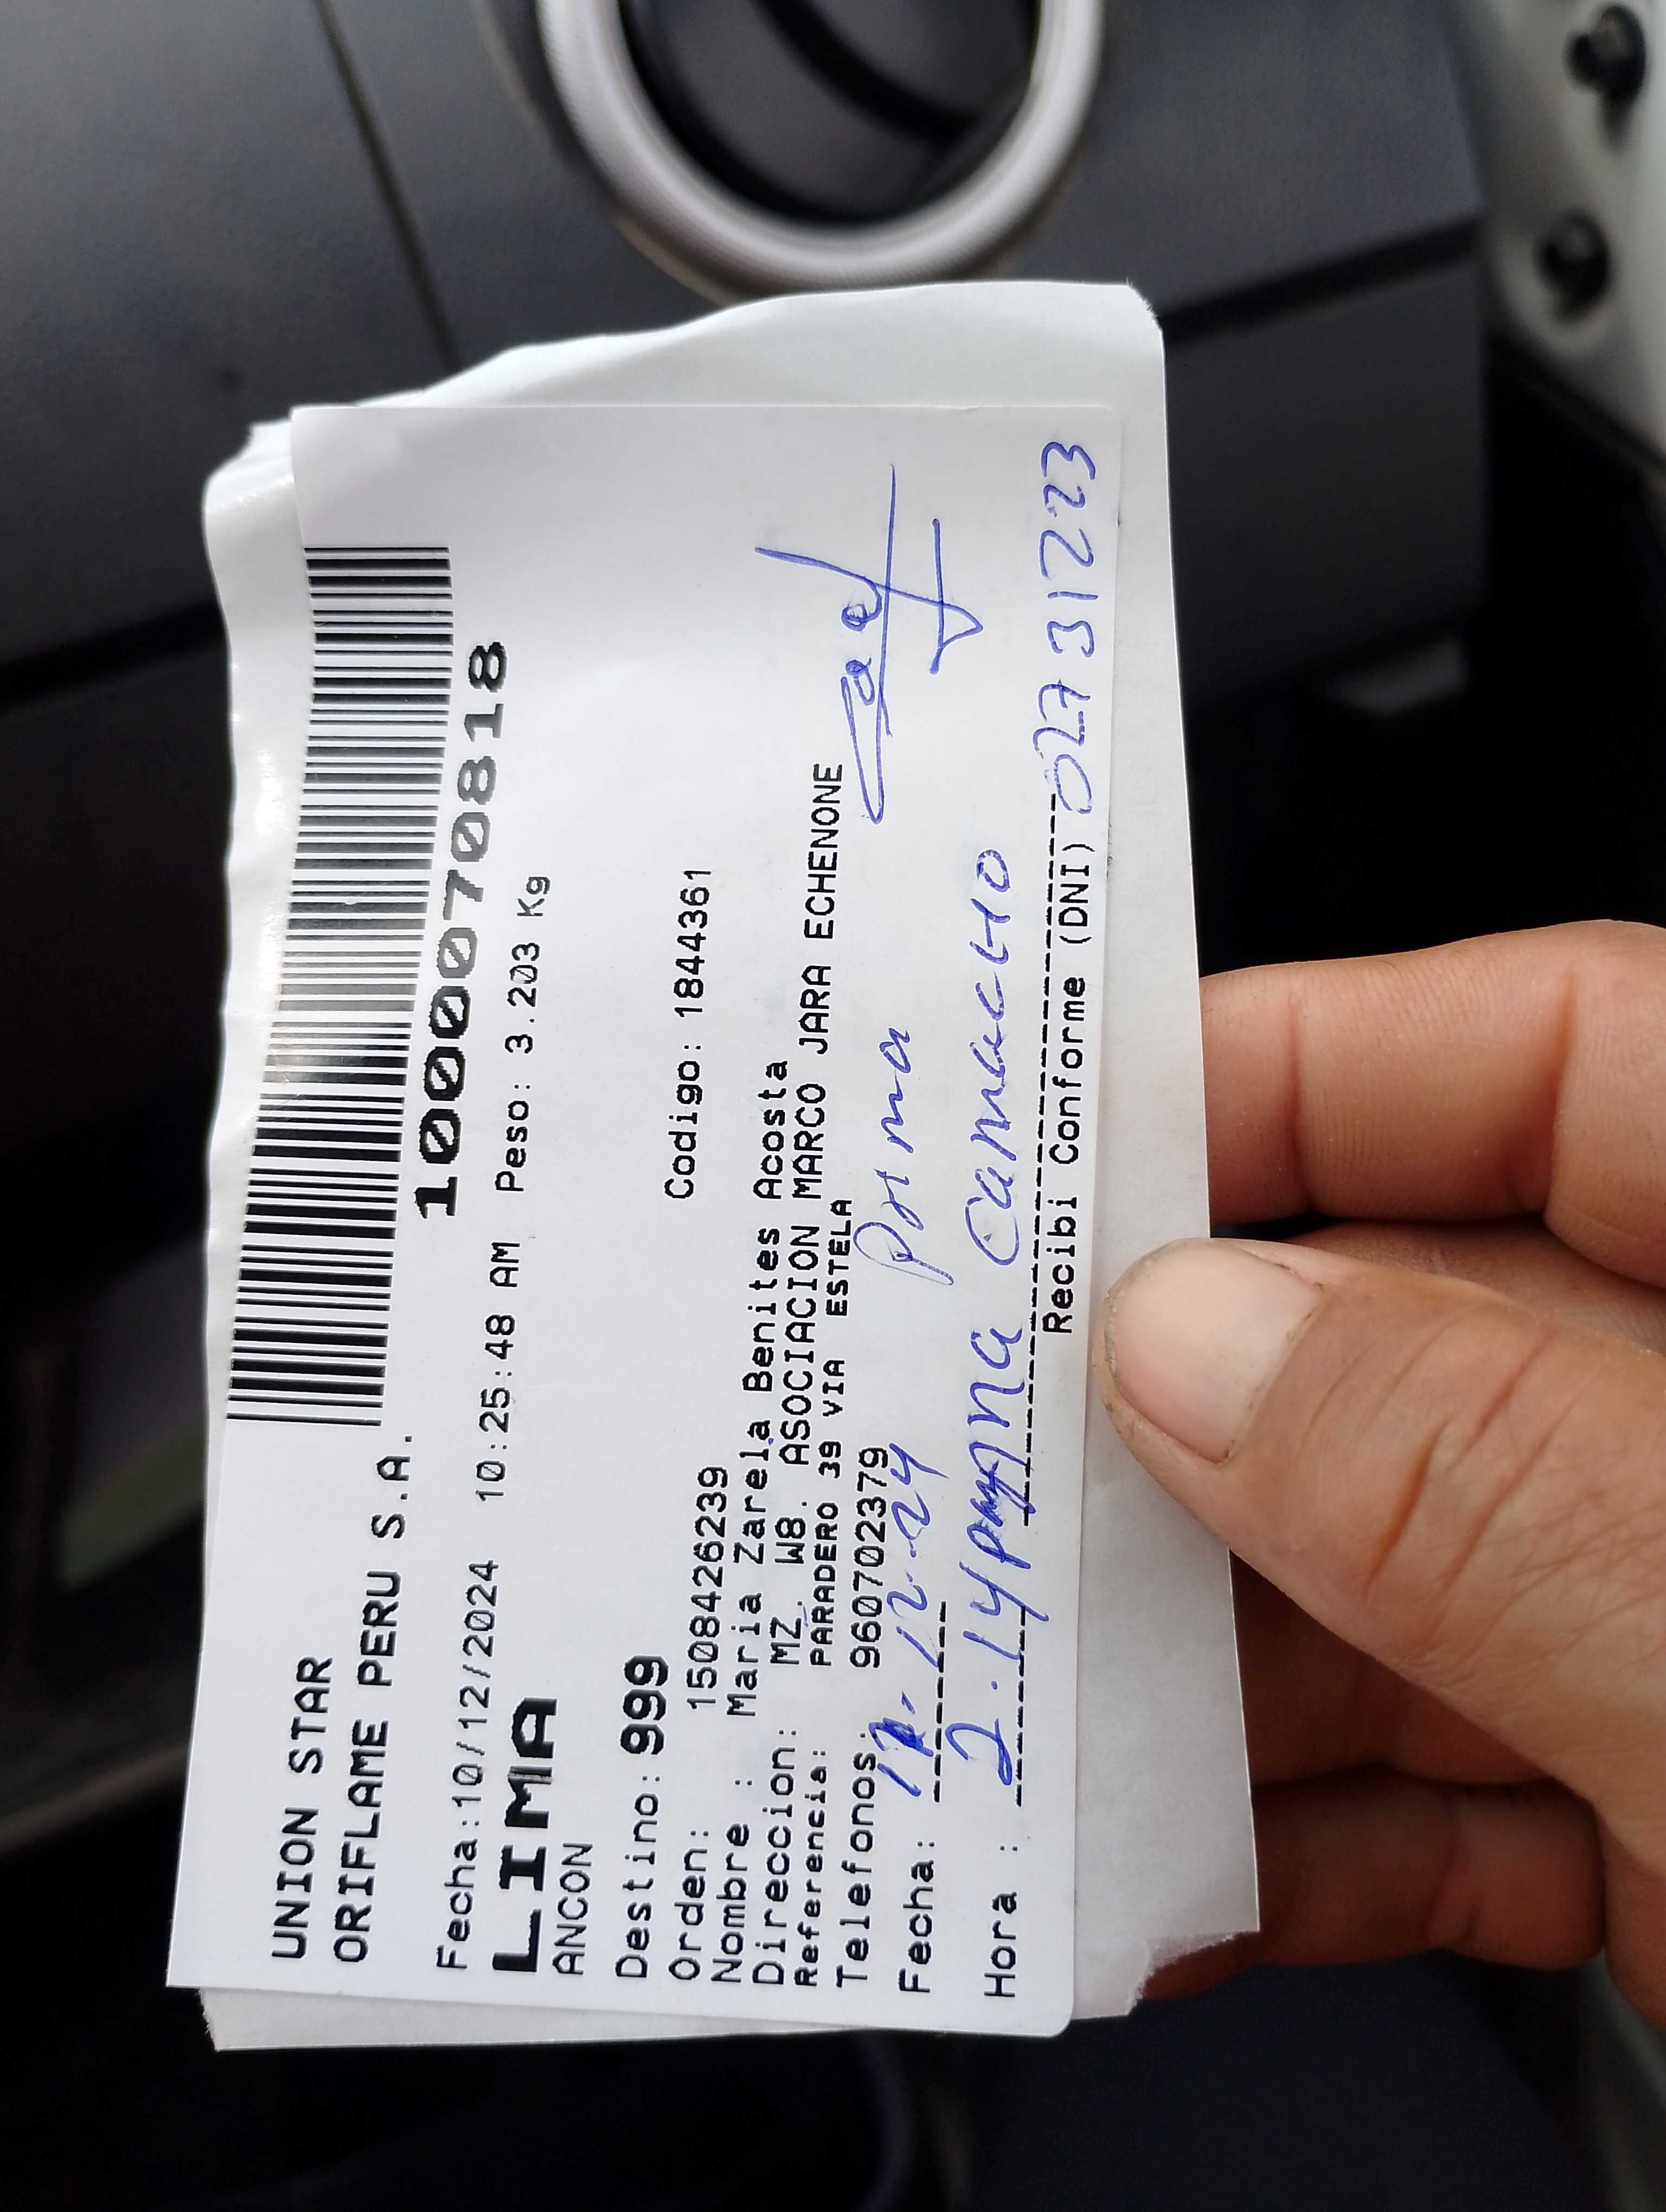 UNION STAR
ORIFLAME PERU S.A.
1000070818
Fecha:10/12/2024 10:25:48 AM Peso: 3.203 Kg
LIMA
ANCON
Destino: 999
Orden: 1508426239 Codigo: 1844361
Nombre : Maria Zarela Benites Acosta
Direccion: MZ. W8. ASOCIACION MARCO JARA ECHENONE
Referencia: PARADERO 39 VIA ESTELA
Telefonos: 960702379
Fecha: 12-24 Prima
Hora : 2.14pm Camacho
Recibi Conforme (DNI) 02731223